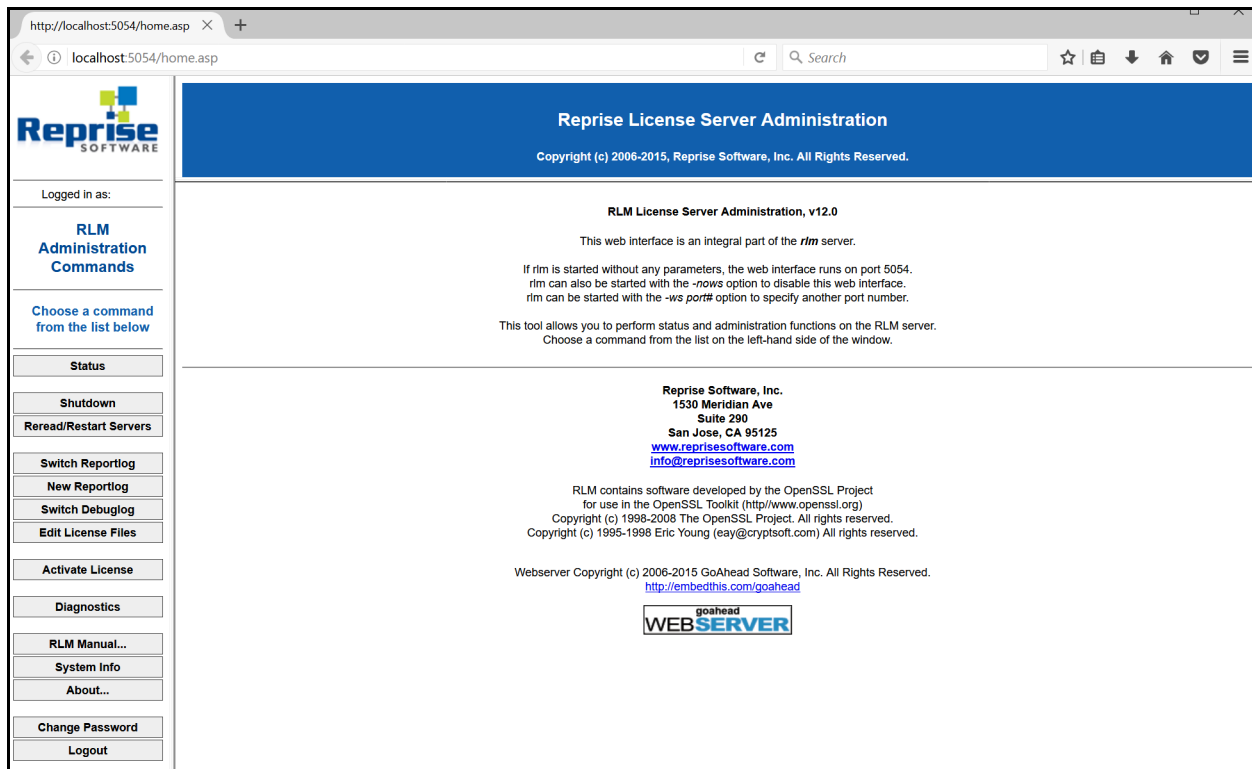 http://localhost:5054/home.asp
localhost:5054/home.asp
Search
Reprise
SOFTWARE
Logged in as:
RLM
Administration
Commands
Choose a command
from the list below
Status
Shutdown
Reread/Restart Servers
Switch Reportlog
New Reportlog
Switch Debuglog
Edit License Files
Activate License
Diagnostics
RLM Manual...
System Info
About...
Change Password
Logout
Reprise License Server Administration
Copyright (c) 2006-2015, Reprise Software, Inc. All Rights Reserved.
RLM License Server Administration, v12.0
This web interface is an integral part of the rlm server.
If rlm is started without any parameters, the web interface runs on port 5054.
rlm can also be started with the -nows option to disable this web interface.
rlm can be started with the -ws port# option to specify another port number.
This tool allows you to perform status and administration functions on the RLM server.
Choose a command from the list on the left-hand side of the window.
Reprise Software, Inc.
1530 Meridian Ave
Suite 290
San Jose, CA 95125
www.reprisesoftware.com
info@reprisesoftware.com
RLM contains software developed by the OpenSSL Project
for use in the OpenSSL Toolkit (http//www.openssl.org)
Copyright (c) 1998-2008 The OpenSSL Project. All rights reserved.
Copyright (c) 1995-1998 Eric Young (eay@cryptsoft.com) All rights reserved.
Webserver Copyright (c) 2006-2015 GoAhead Software, Inc. All Rights Reserved.
http://embedthis.com/goahead
goahead
WEBSERVER